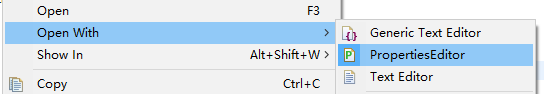 Open F3
Open With
Show In Alt+Shift+W
Copy Ctrl+C
Generic Text Editor
PropertiesEditor
Text Editor